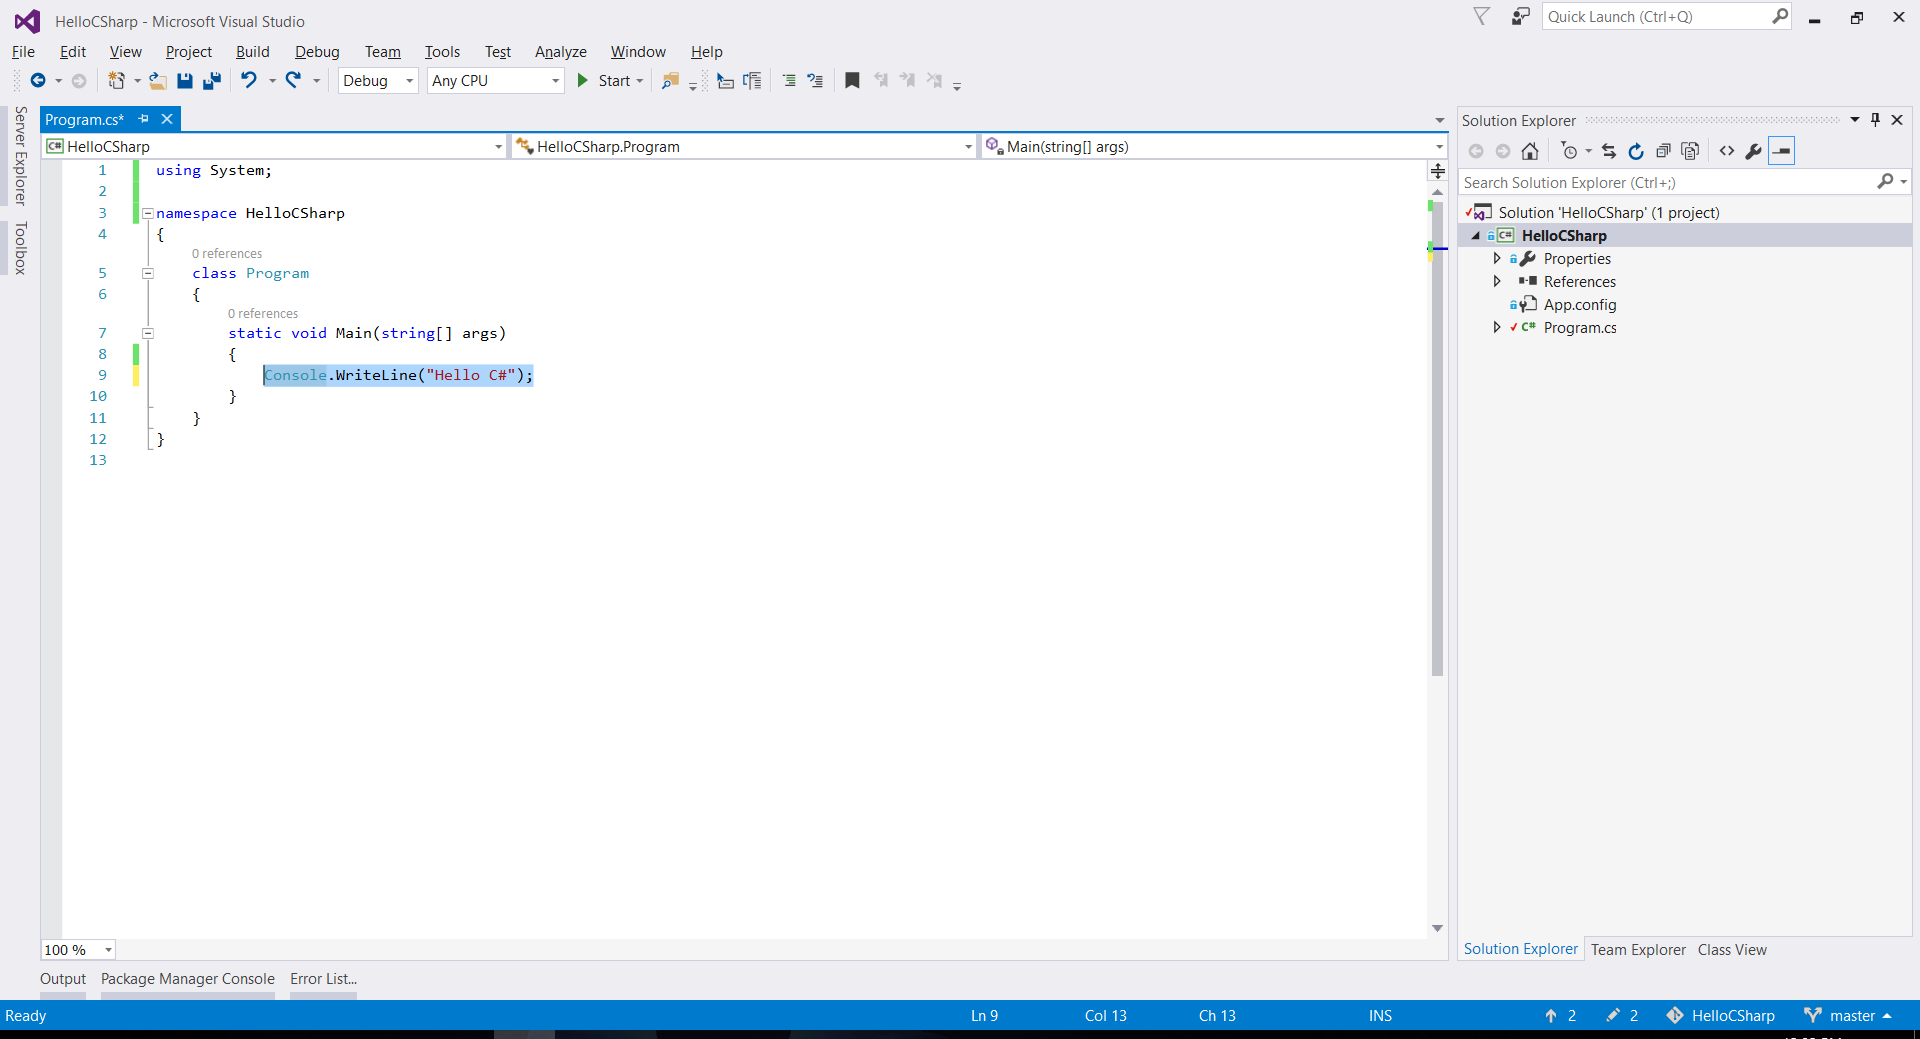 HelloCSharp - Microsoft Visual Studio
Quick Launch (Ctrl+Q)
File Edit View Project Build Debug Team Tools Test Analyze Window Help
Debug Any CPU Start
Server Explorer
Toolbox
Program.cs*
HelloCSharp HelloCSharp.Program Main(string[] args)
1 using System;
2
3 namespace HelloCSharp
4 {
0 references
5 class Program
6 {
0 references
7 static void Main(string[] args)
8 {
9 Console.WriteLine("Hello C#");
10 }
11 }
12 }
13
100 %
Solution Explorer
Search Solution Explorer (Ctrl+;)
Solution 'HelloCSharp' (1 project)
C# HelloCSharp
Properties
References
App.config
C# Program.cs
Solution Explorer Team Explorer Class View
Output Package Manager Console Error List...
Ready Ln 9 Col 13 Ch 13 INS 2 2 HelloCSharp master